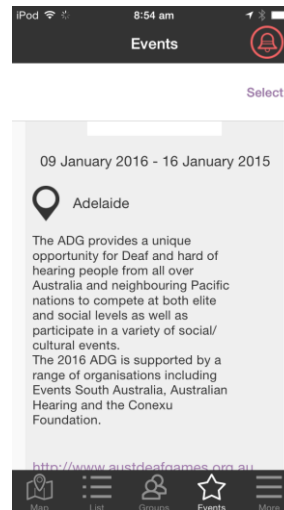 iPod 8:54 am
Events
Select
09 January 2016 - 16 January 2015
Adelaide
The ADG provides a unique
opportunity for Deaf and hard of
hearing people from all over
Australia and neighbouring Pacific
nations to compete at both elite
and social levels as well as
participate in a variety of social/
cultural events.
The 2016 ADG is supported by a
range of organisations including
Events South Australia, Australian
Hearing and the Conexu
Foundation.
http://www.austdeafgames.org.au
Map List Groups Events More